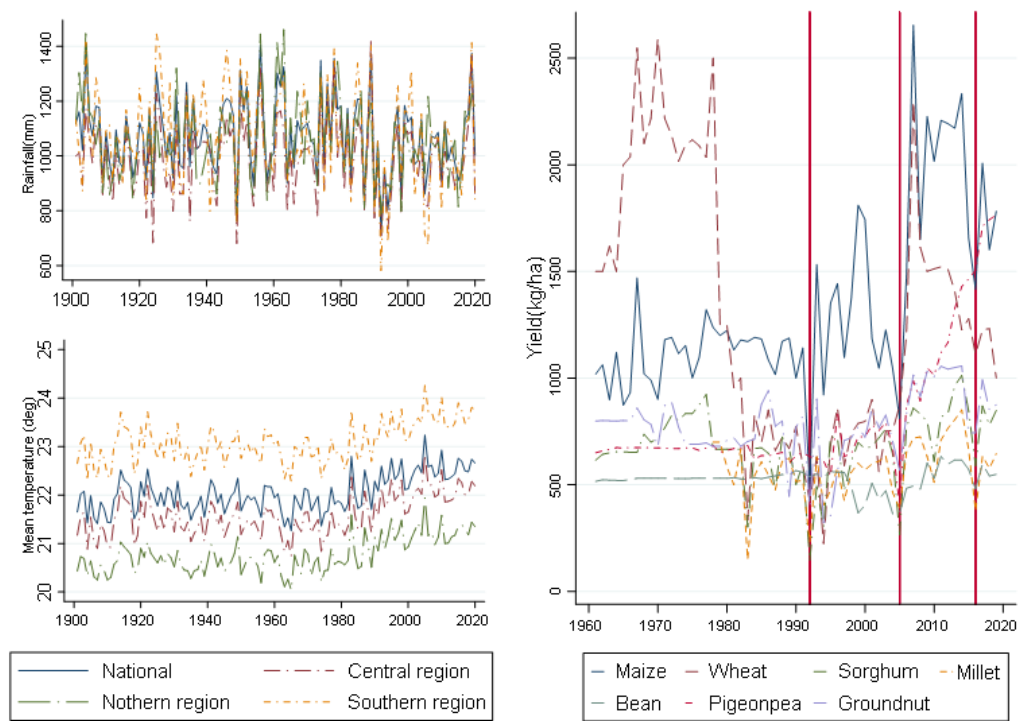 Rainfall(mm)
1400
1200
1000
800
600
1900 1920 1940 1960 1980 2000 2020
Mean temperature (deg)
25
24
23
22
21
20
1900 1920 1940 1960 1980 2000 2020
National Central region
Nothern region Southern region
Yield(kg/ha)
2500
2000
1500
1000
500
0
1960 1970 1980 1990 2000 2010 2020
Maize Wheat Sorghum Millet
Bean Pigeonpea Groundnut